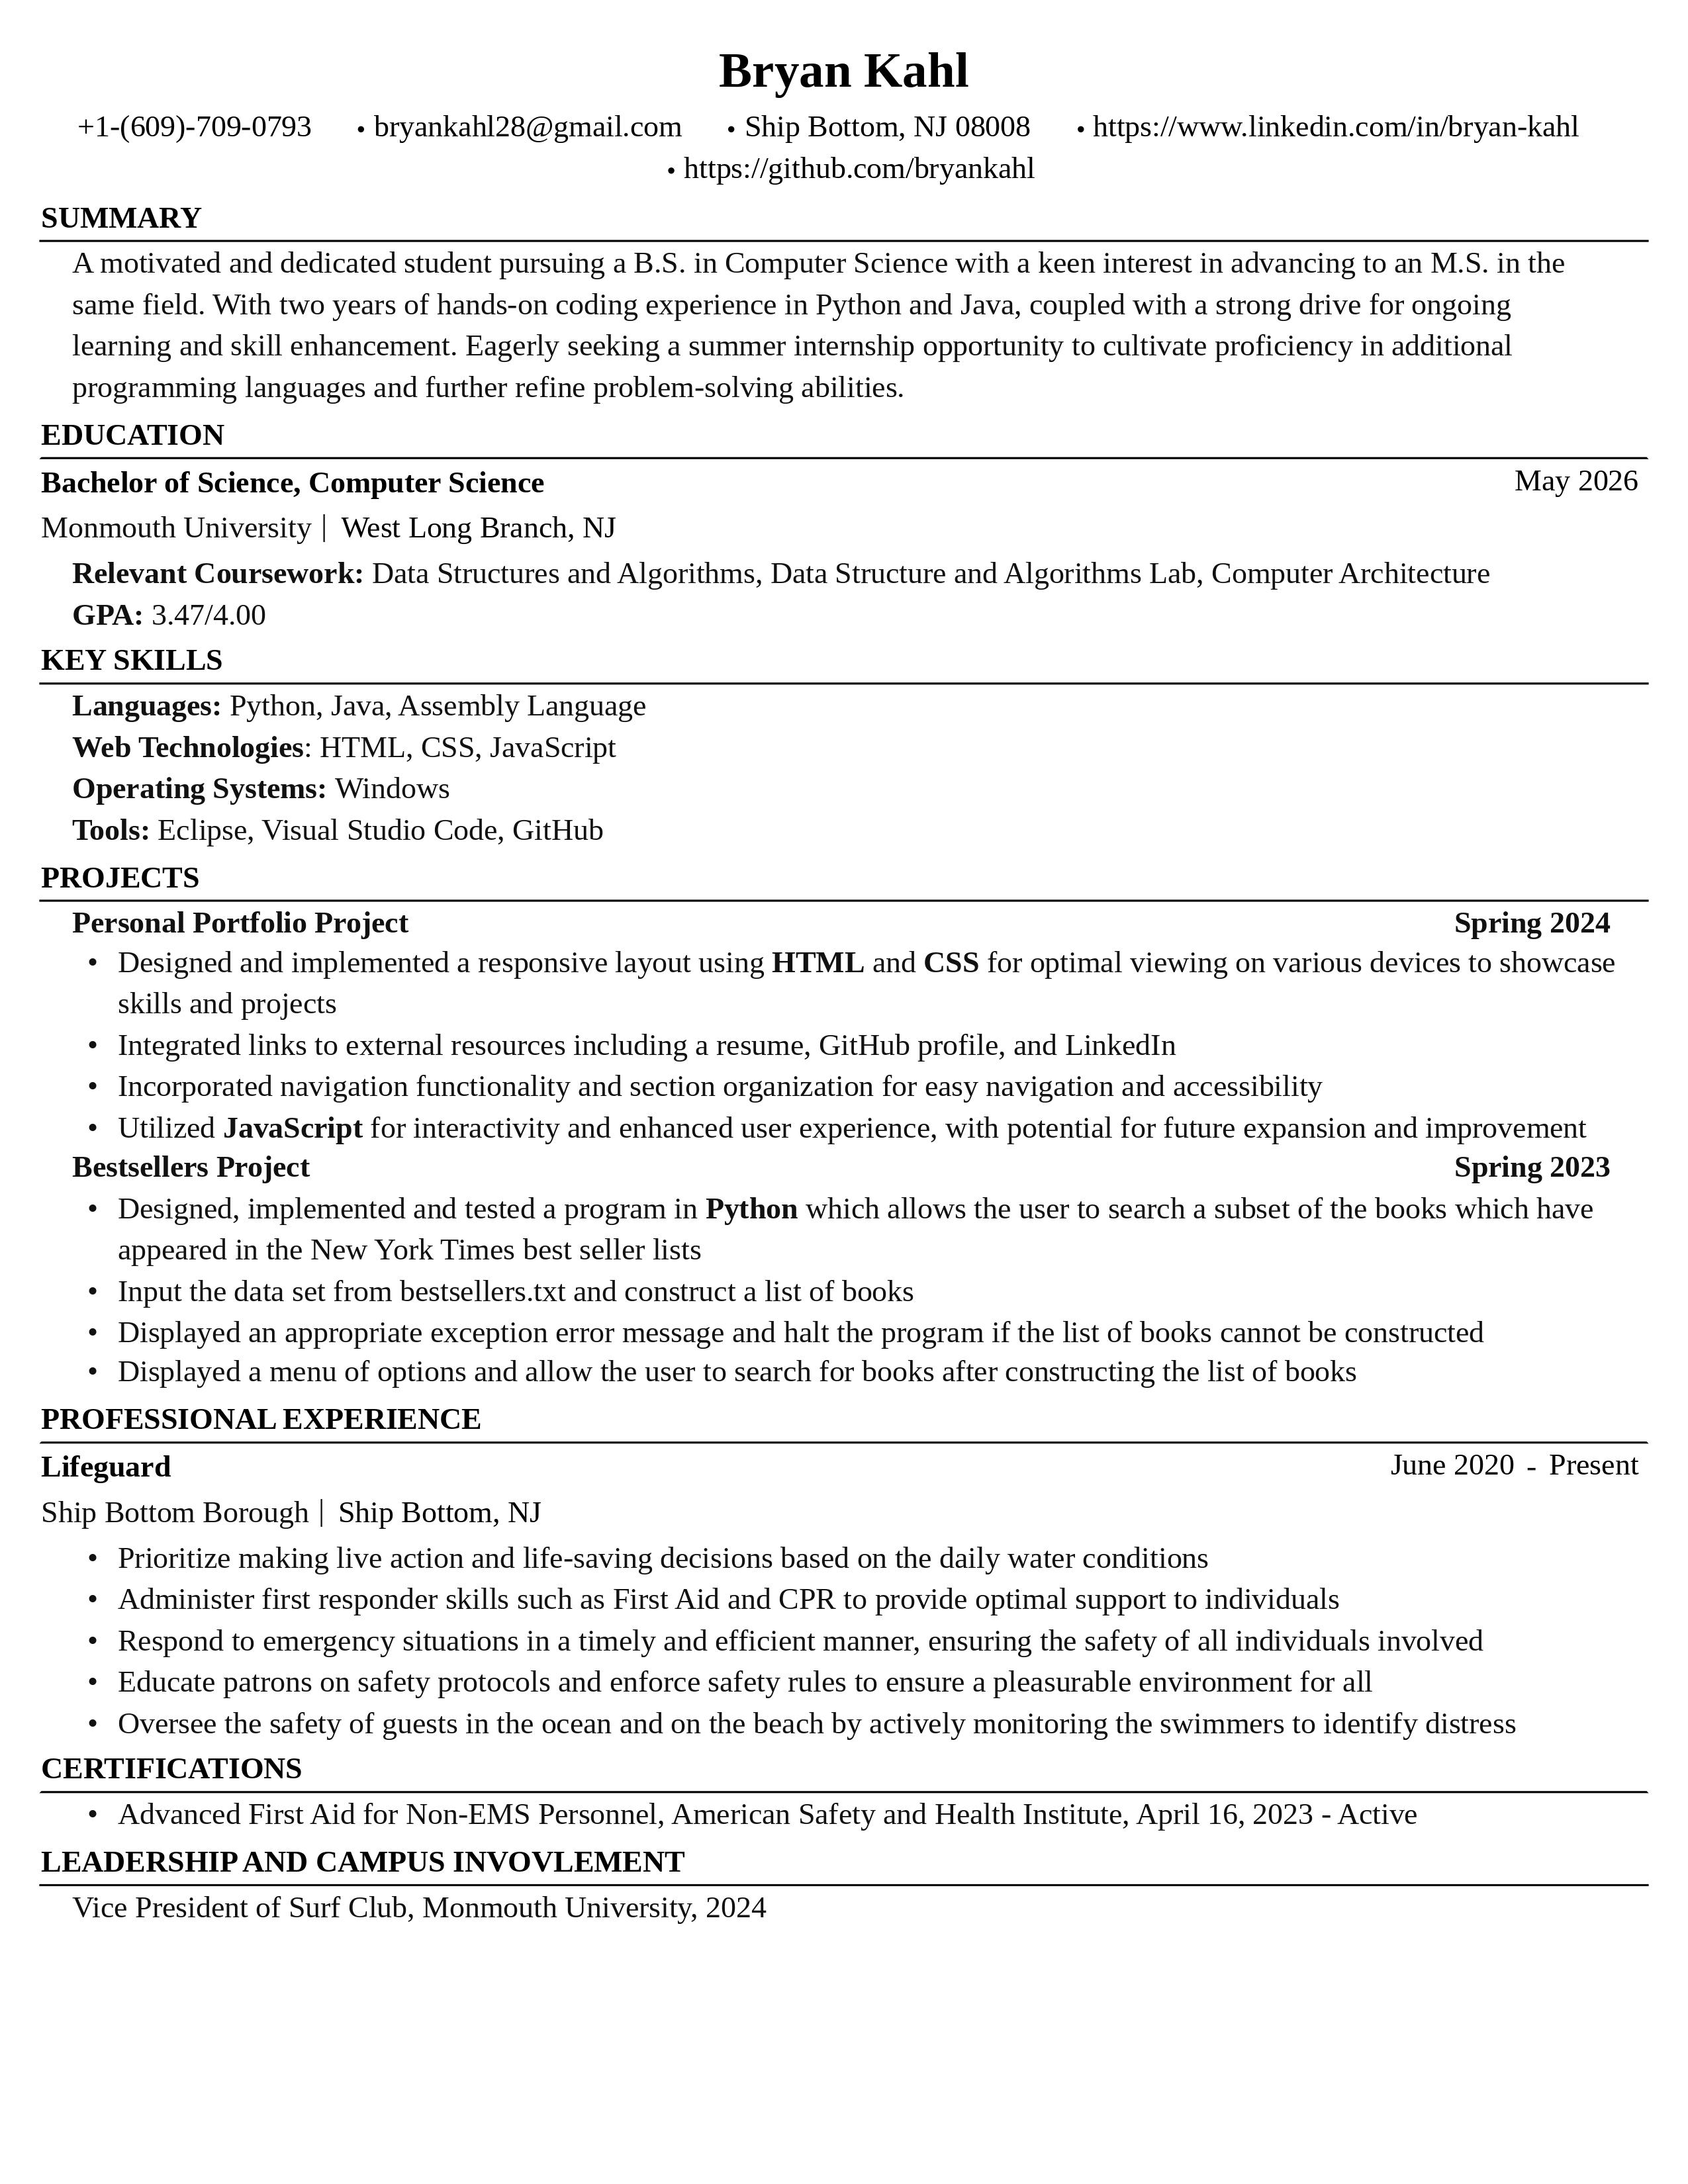 Bryan Kahl
+1-(609)-709-0793 • bryankahl28@gmail.com • Ship Bottom, NJ 08008 • https://www.linkedin.com/in/bryan-kahl
• https://github.com/bryankahl
SUMMARY
A motivated and dedicated student pursuing a B.S. in Computer Science with a keen interest in advancing to an M.S. in the
same field. With two years of hands-on coding experience in Python and Java, coupled with a strong drive for ongoing
learning and skill enhancement. Eagerly seeking a summer internship opportunity to cultivate proficiency in additional
programming languages and further refine problem-solving abilities.
EDUCATION
Bachelor of Science, Computer Science May 2026
Monmouth University | West Long Branch, NJ
Relevant Coursework: Data Structures and Algorithms, Data Structure and Algorithms Lab, Computer Architecture
GPA: 3.47/4.00
KEY SKILLS
Languages: Python, Java, Assembly Language
Web Technologies: HTML, CSS, JavaScript
Operating Systems: Windows
Tools: Eclipse, Visual Studio Code, GitHub
PROJECTS
Personal Portfolio Project Spring 2024
• Designed and implemented a responsive layout using HTML and CSS for optimal viewing on various devices to showcase
skills and projects
• Integrated links to external resources including a resume, GitHub profile, and LinkedIn
• Incorporated navigation functionality and section organization for easy navigation and accessibility
• Utilized JavaScript for interactivity and enhanced user experience, with potential for future expansion and improvement
Bestsellers Project Spring 2023
• Designed, implemented and tested a program in Python which allows the user to search a subset of the books which have
appeared in the New York Times best seller lists
• Input the data set from bestsellers.txt and construct a list of books
• Displayed an appropriate exception error message and halt the program if the list of books cannot be constructed
• Displayed a menu of options and allow the user to search for books after constructing the list of books
PROFESSIONAL EXPERIENCE
Lifeguard June 2020 - Present
Ship Bottom Borough | Ship Bottom, NJ
• Prioritize making live action and life-saving decisions based on the daily water conditions
• Administer first responder skills such as First Aid and CPR to provide optimal support to individuals
• Respond to emergency situations in a timely and efficient manner, ensuring the safety of all individuals involved
• Educate patrons on safety protocols and enforce safety rules to ensure a pleasurable environment for all
• Oversee the safety of guests in the ocean and on the beach by actively monitoring the swimmers to identify distress
CERTIFICATIONS
• Advanced First Aid for Non-EMS Personnel, American Safety and Health Institute, April 16, 2023 - Active
LEADERSHIP AND CAMPUS INVOVLEMENT
Vice President of Surf Club, Monmouth University, 2024